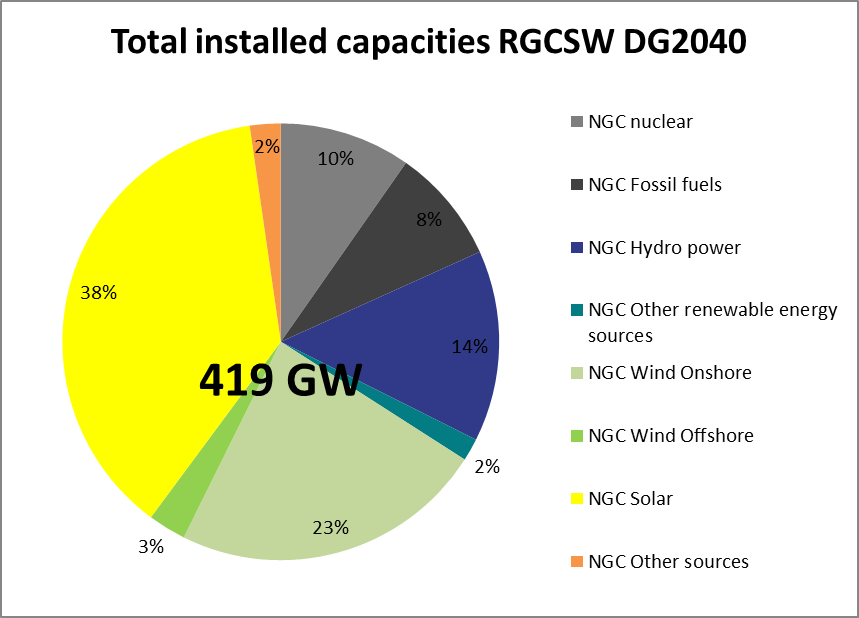 Total installed capacities RGCSW DG2040
2%
10%
8%
38%
14%
419 GW
2%
23%
3%
NGC nuclear
NGC Fossil fuels
NGC Hydro power
NGC Other renewable energy
sources
NGC Wind Onshore
NGC Wind Offshore
NGC Solar
NGC Other sources